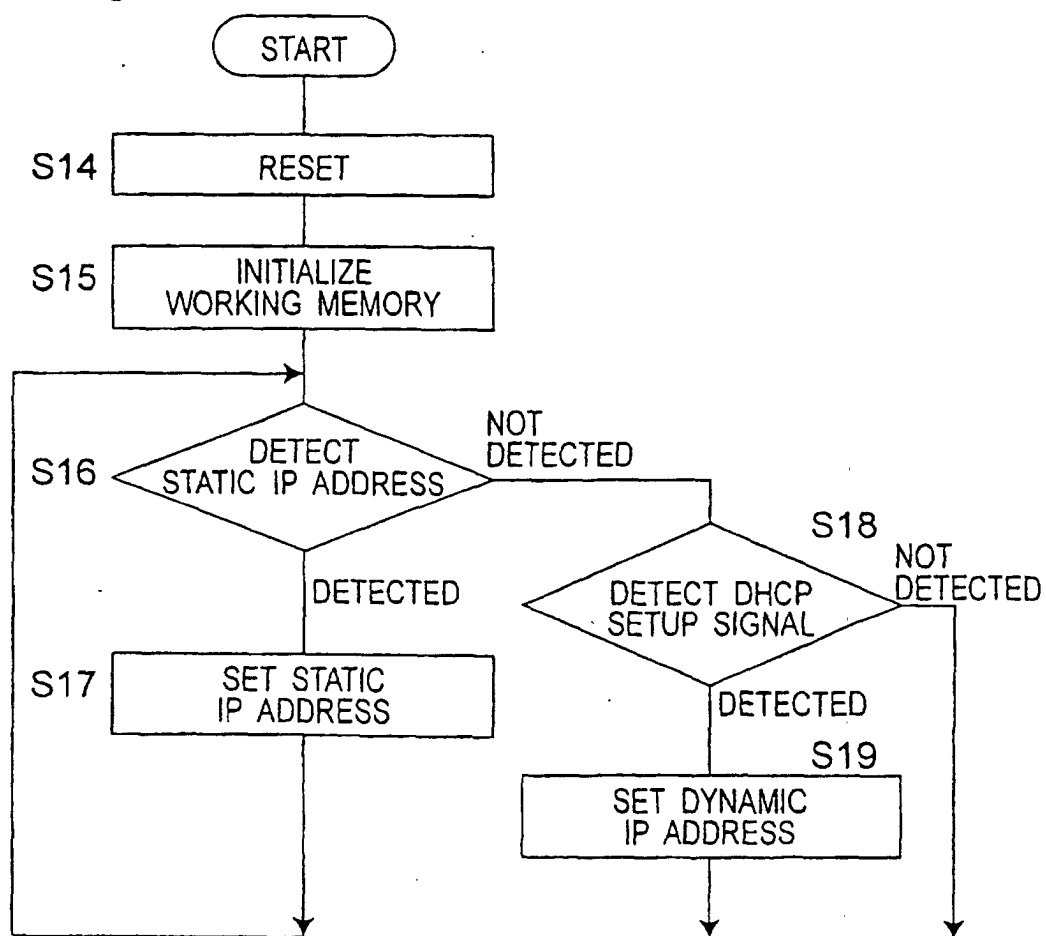 START
S14
RESET
S15
INITIALIZE
WORKING MEMORY
S16
DETECT
STATIC IP ADDRESS
NOT
DETECTED
DETECTED
S18
DETECT DHCP
SETUP SIGNAL
NOT
DETECTED
S17
SET STATIC
IP ADDRESS
DETECTED
S19
SET DYNAMIC
IP ADDRESS